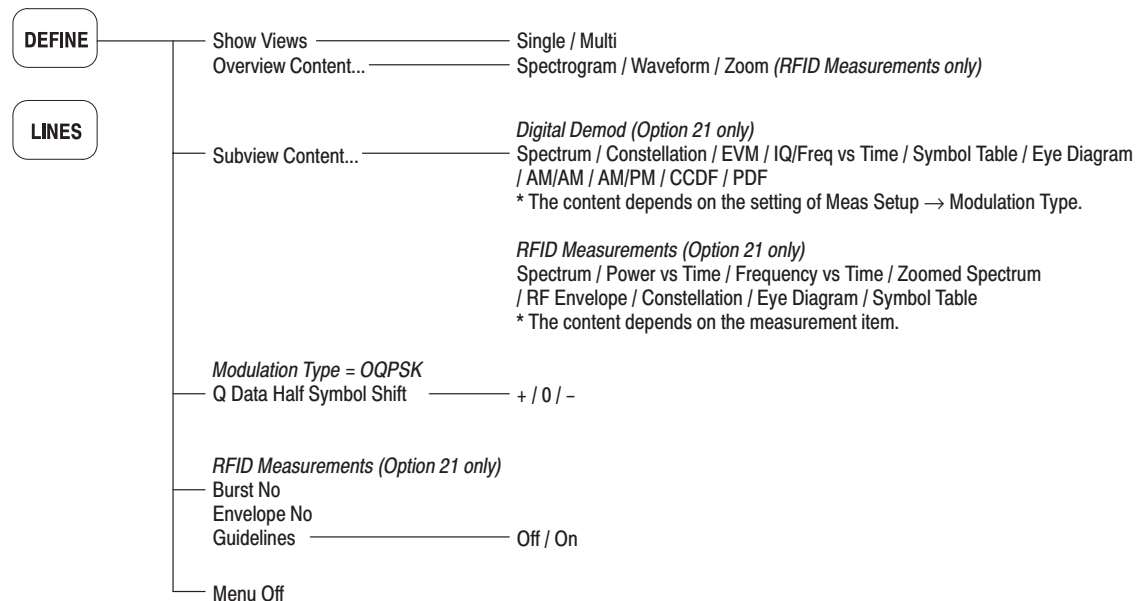 DEFINE
Show Views Single / Multi
Overview Content... Spectrogram / Waveform / Zoom (RFID Measurements only)
LINES
Digital Demod (Option 21 only)
Subview Content... Spectrum / Constellation / EVM / IQ/Freq vs Time / Symbol Table / Eye Diagram
/ AM/AM / AM/PM / CCDF / PDF
* The content depends on the setting of Meas Setup → Modulation Type.
RFID Measurements (Option 21 only)
Spectrum / Power vs Time / Frequency vs Time / Zoomed Spectrum
/ RF Envelope / Constellation / Eye Diagram / Symbol Table
* The content depends on the measurement item.
Modulation Type = OQPSK
Q Data Half Symbol Shift + / 0 / –
RFID Measurements (Option 21 only)
Burst No
Envelope No
Guidelines Off / On
Menu Off